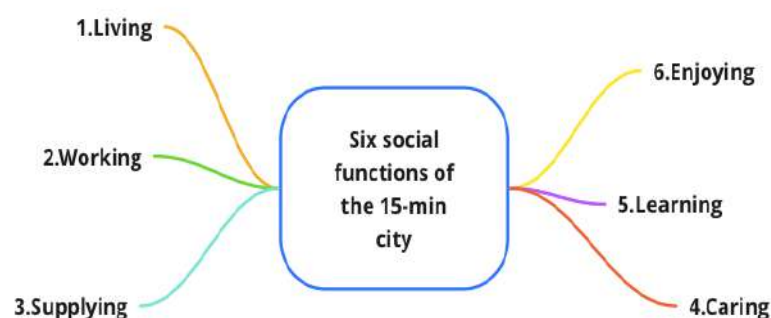 1.Living
2.Working
3.Supplying
Six social
functions of
the 15-min
city
6.Enjoying
5.Learning
4.Caring